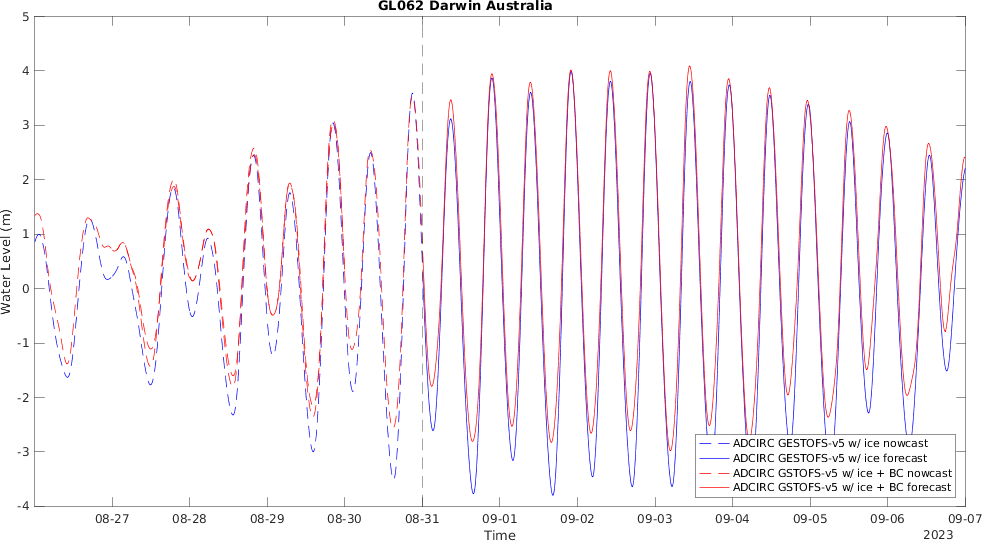 GL062 Darwin Australia
5
4
3
2
1
0
-1
-2
-3
-4
Water Level (m)
08-27 08-28 08-29 08-30 08-31 09-01 09-02 09-03 09-04 09-05 09-06 09-07
Time
2023
ADCIRC GESTOFS-v5 w/ ice nowcast
ADCIRC GESTOFS-v5 w/ ice forecast
ADCIRC GSTOFS-v5 w/ ice + BC nowcast
ADCIRC GSTOFS-v5 w/ ice + BC forecast